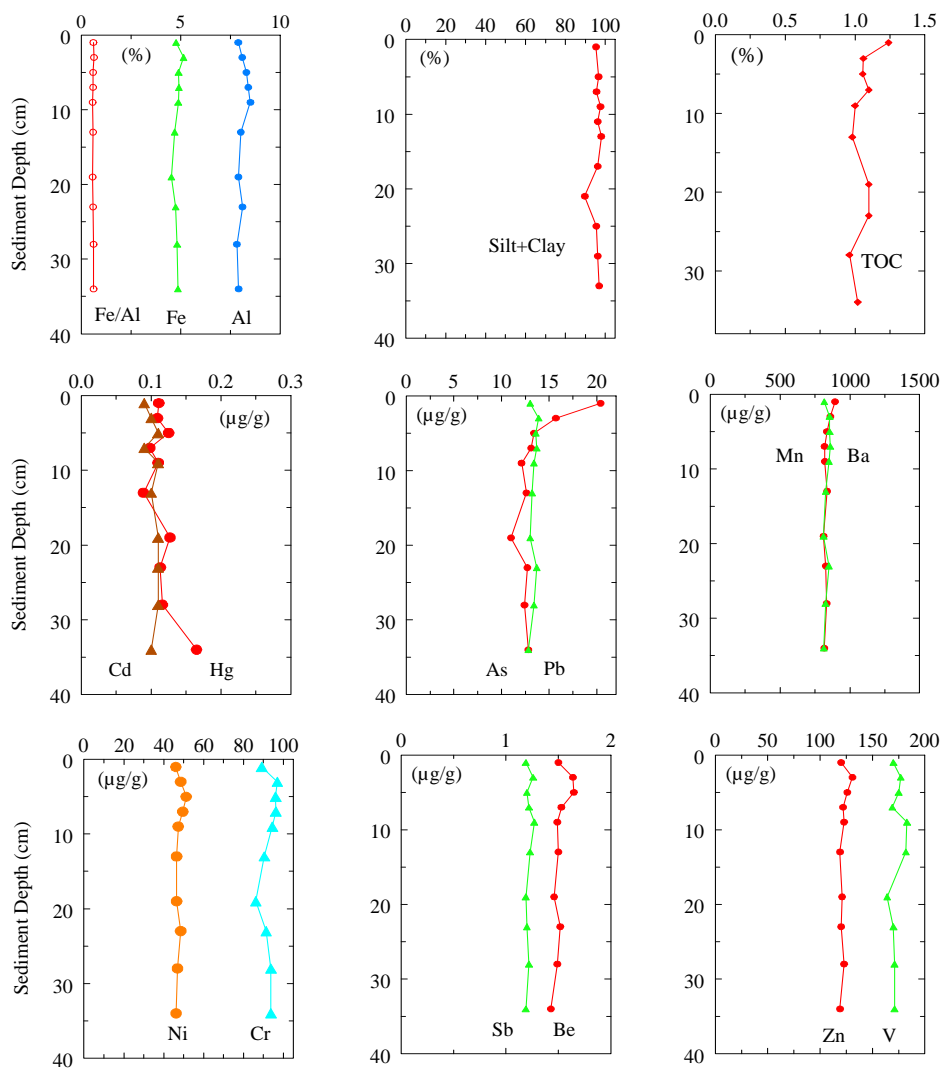 0 5 10
0 20 40 60 80 100
0.0 0.5 1.0 1.5
0
10
20
30
40
Sediment Depth (cm)
(%)
Fe/Al Fe Al
0
10
20
30
40
(%)
Silt+Clay
0
10
20
30
(%)
TOC
0.0 0.1 0.2 0.3
0 5 10 15 20
0 500 1000 1500
0
10
20
30
40
Sediment Depth (cm)
(µg/g)
Cd Hg
0
10
20
30
40
(µg/g)
As Pb
0
10
20
30
40
(µg/g)
Mn Ba
0 20 40 60 80 100
0 1 2
0 50 100 150 200
0
10
20
30
40
Sediment Depth (cm)
(µg/g)
Ni Cr
0
10
20
30
40
(µg/g)
Sb Be
0
10
20
30
40
(µg/g)
Zn V